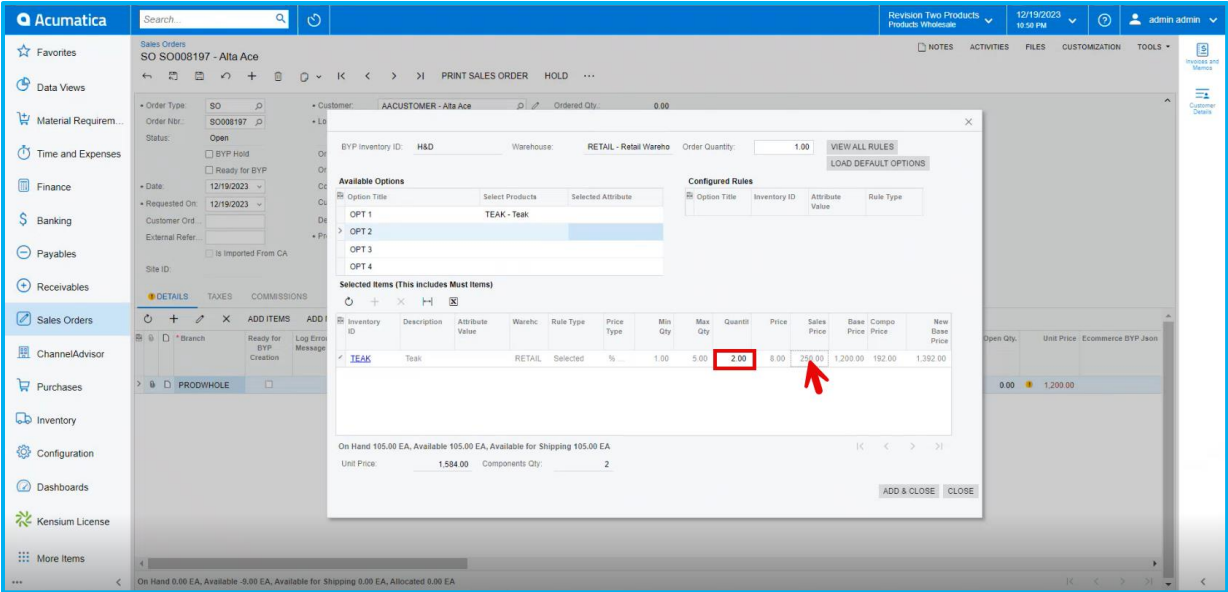 Acumatica
Search...
Revision Two Products
Products Wholesale
12/19/2023
10:50 PM
admin admin
Favorites
Data Views
Material Requirem...
Time and Expenses
Finance
Banking
Payables
Receivables
Sales Orders
ChannelAdvisor
Purchases
Inventory
Configuration
Dashboards
Kensium License
More Items
Sales Orders
SO SO008197 - Alta Ace
NOTES ACTIVITIES FILES CUSTOMIZATION TOOLS
PRINT SALES ORDER HOLD
Invoices and Memos
Customer Details
Order Type: SO
Customer: AACUSTOMER - Alta Ace
Ordered Qty.: 0.00
Order Nbr.: SO008197
Lo
Status: Open
BYP Hold
Or
Ready for BYP
Or
Date: 12/19/2023
Co
Requested On: 12/19/2023
Cu
Customer Ord...
De
External Refer...
Pr
Is Imported From CA
Site ID:
DETAILS TAXES COMMISSIONS
ADD ITEMS ADD
Branch
Ready for BYP Creation
Log Error Message
Open Qty.
Unit Price
Ecommerce BYP Json
PRODWHOLE
0.00
1,200.00
BYP Inventory ID: H&D
Warehouse: RETAIL - Retail Wareho
Order Quantity: 1.00
VIEW ALL RULES
LOAD DEFAULT OPTIONS
Available Options
Option Title Select Products Selected Attribute
OPT 1 TEAK - Teak
OPT 2
OPT 3
OPT 4
Configured Rules
Option Title Inventory ID Attribute Value Rule Type
Selected Items (This includes Must Items)
Inventory ID Description Attribute Value Warehc Rule Type Price Type Min Qty Max Qty Quantit Price Sales Price Base Price Compo Price New Base Price
TEAK Teak RETAIL Selected % ... 1.00 5.00 2.00 8.00 250.00 1,200.00 192.00 1,392.00
On Hand 105.00 EA, Available 105.00 EA, Available for Shipping 105.00 EA
Unit Price: 1,584.00 Components Qty: 2
ADD & CLOSE CLOSE
On Hand 0.00 EA, Available -9.00 EA, Available for Shipping 0.00 EA, Allocated 0.00 EA